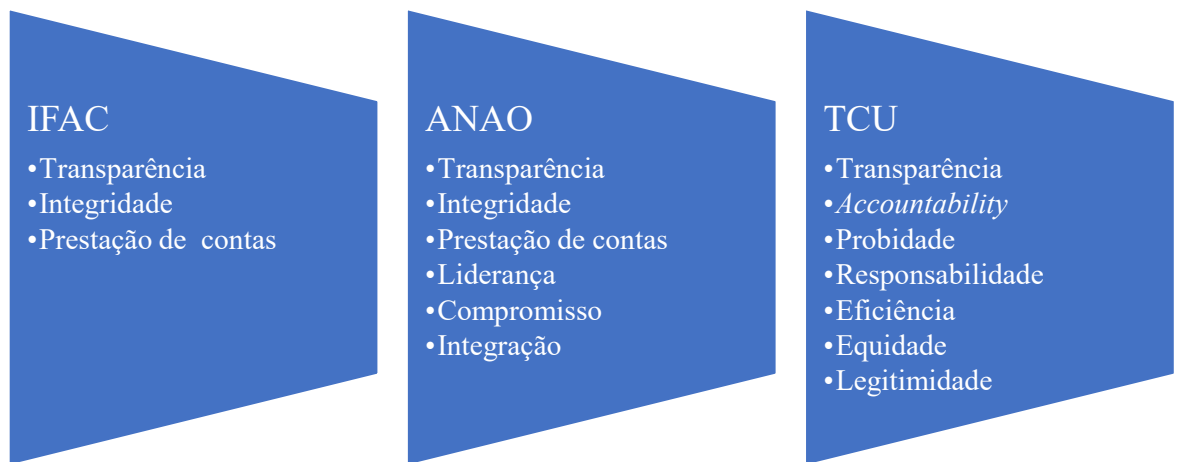 IFAC
•Transparência
•Integridade
•Prestação de  contas
ANAO
•Transparência
•Integridade
•Prestação de contas
•Liderança
•Compromisso
•Integração
TCU
•Transparência
•Accountability
•Probidade
•Responsabilidade
•Eficiência
•Equidade
•Legitimidade